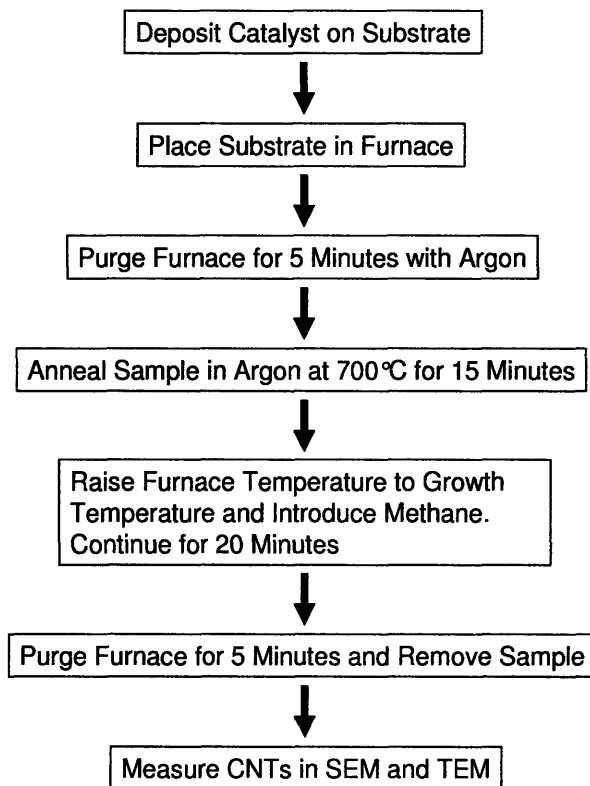 Deposit Catalyst on Substrate
Place Substrate in Furnace
Purge Furnace for 5 Minutes with Argon
Anneal Sample in Argon at 700°C for 15 Minutes
Raise Furnace Temperature to Growth
Temperature and Introduce Methane.
Continue for 20 Minutes
Purge Furnace for 5 Minutes and Remove Sample
Measure CNTs in SEM and TEM